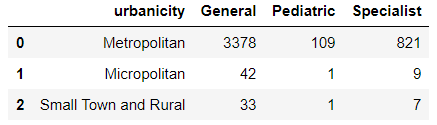 urbanicity General Pediatric Specialist
0 Metropolitan 3378 109 821
1 Micropolitan 42 1 9
2 Small Town and Rural 33 1 7